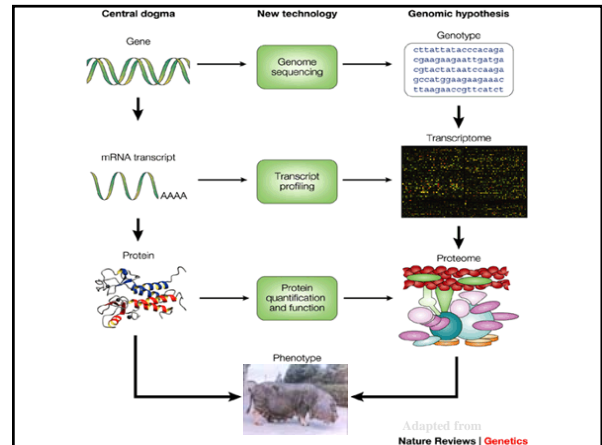 Central dogma
New technology
Genomic hypothesis
Gene
Genome
sequencing
Genotype
cttattatacccacaga
cgaagaagaattgatga
cgtactataatccaaga
gccatggaagaagaaac
ttaagaaccgttcatct
mRNA transcript
AAAA
Transcript
profiling
Transcriptome
Protein
Protein
quantification
and function
Proteome
Phenotype
Adapted from
Nature Reviews | Genetics